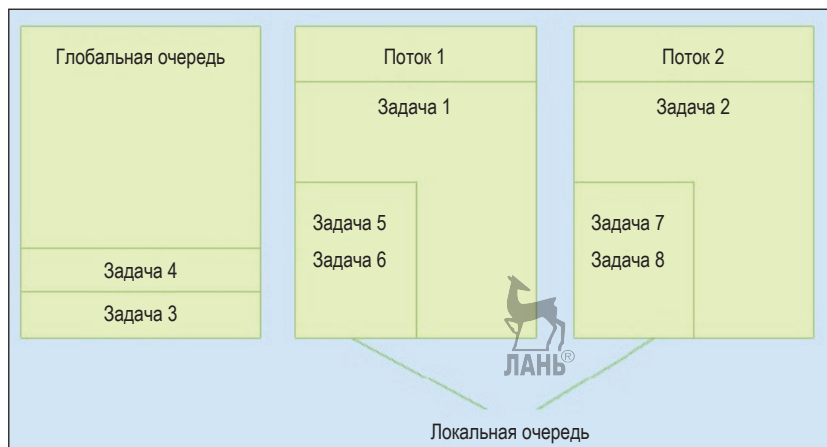 Глобальная очередь
Задача 4
Задача 3
Поток 1
Задача 1
Задача 5
Задача 6
Поток 2
Задача 2
Задача 7
Задача 8
ЛАНЬ®
Локальная очередь